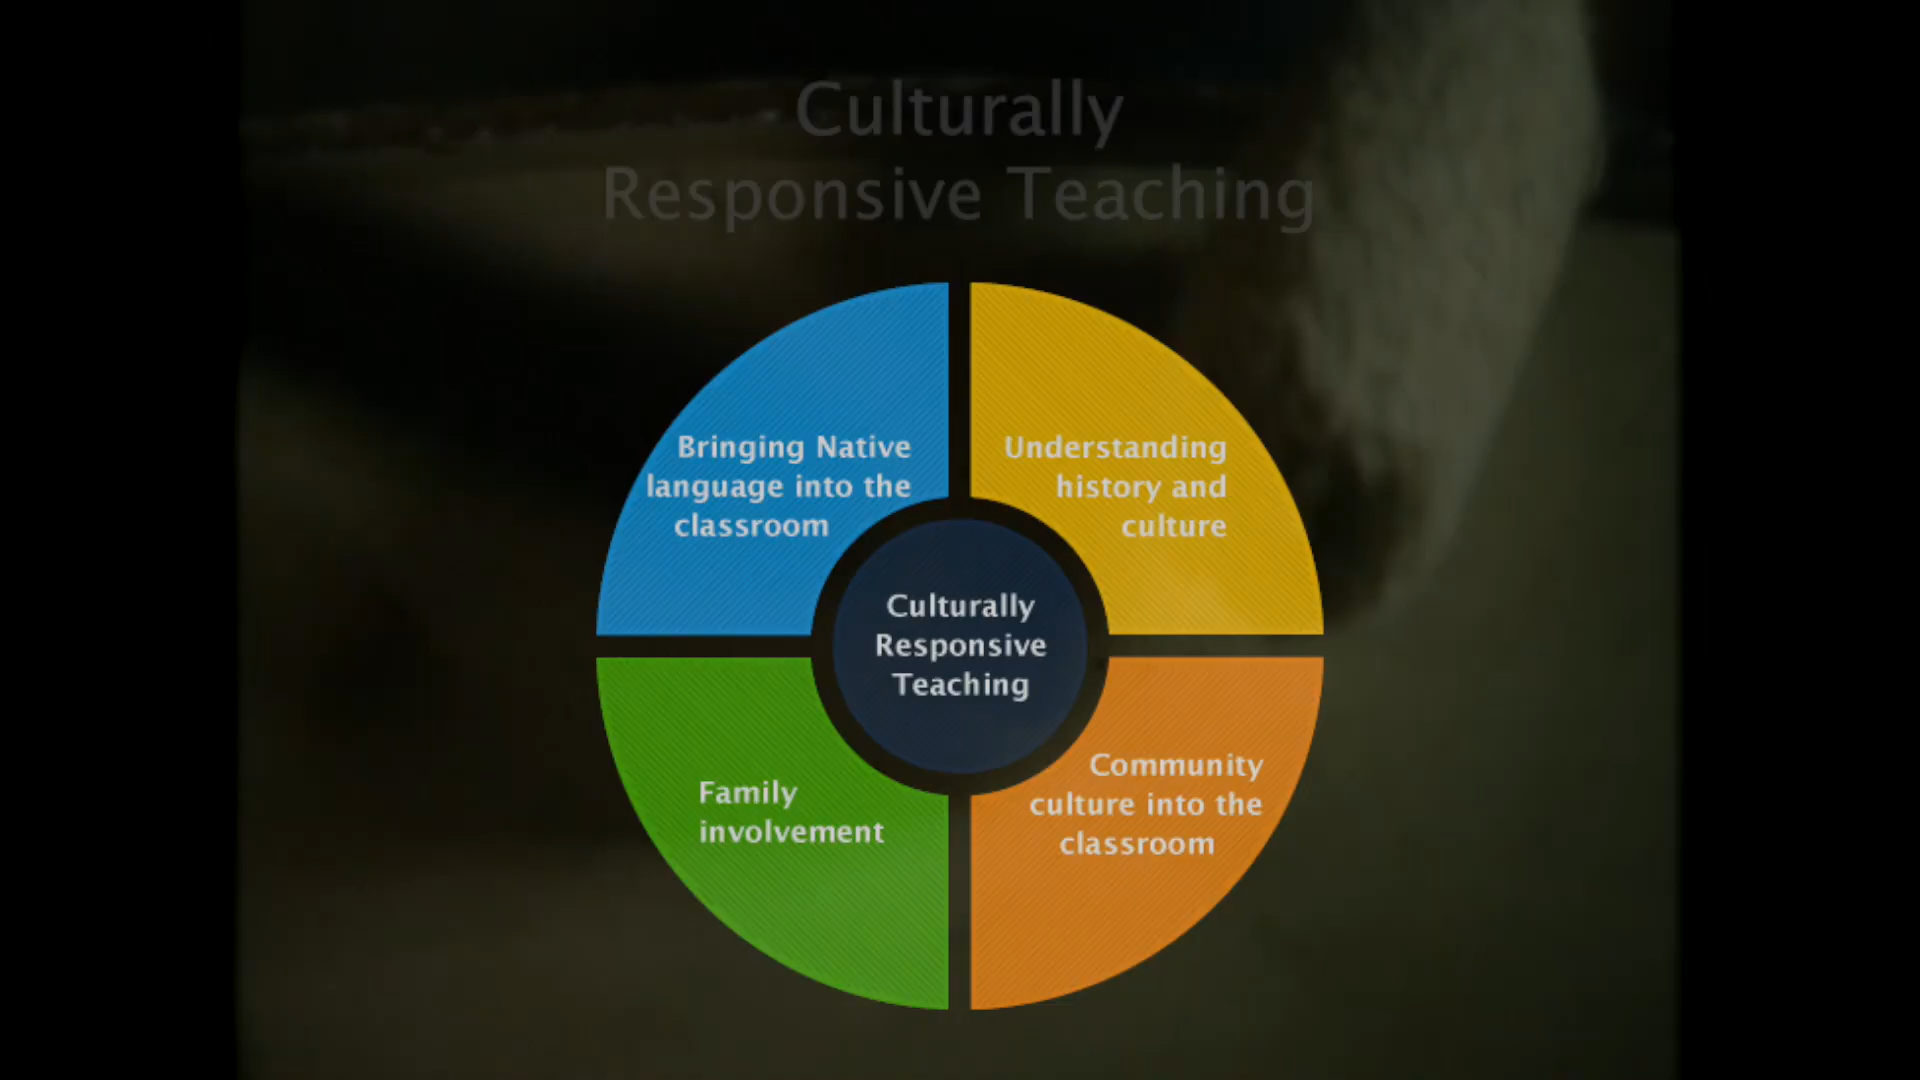 Culturally
Responsive Teaching
Bringing Native
language into the
classroom
Understanding
history and
culture
Culturally
Responsive
Teaching
Family
involvement
Community
culture into the
classroom